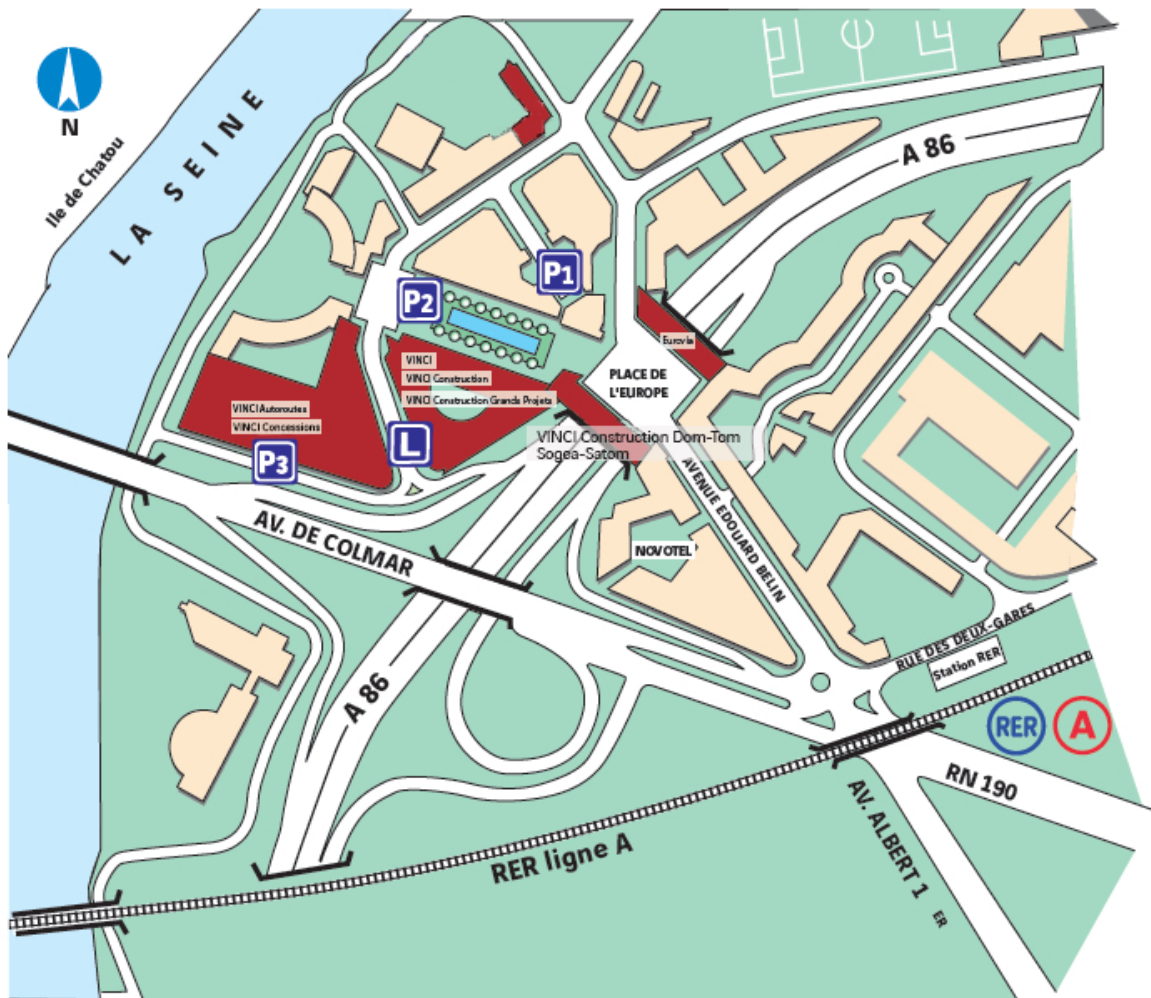 N
Ile de Chatou
LA SEINE
A 86
P1
P2
Eurovia
PLACE DE
L'EUROPE
VINCI
VINCI Construction
VINCI Construction Grands Projets
VINCI Autoroutes
VINCI Concessions
L
P3
VINCI Construction Dom-Tom
Sogea-Satom
AVENUE EDOUARD BELIN
NOVOTEL
AV. DE COLMAR
A 86
RUE DES DEUX-GARES
Station RER
RER
A
RN 190
AV. ALBERT 1 ER
RER ligne A